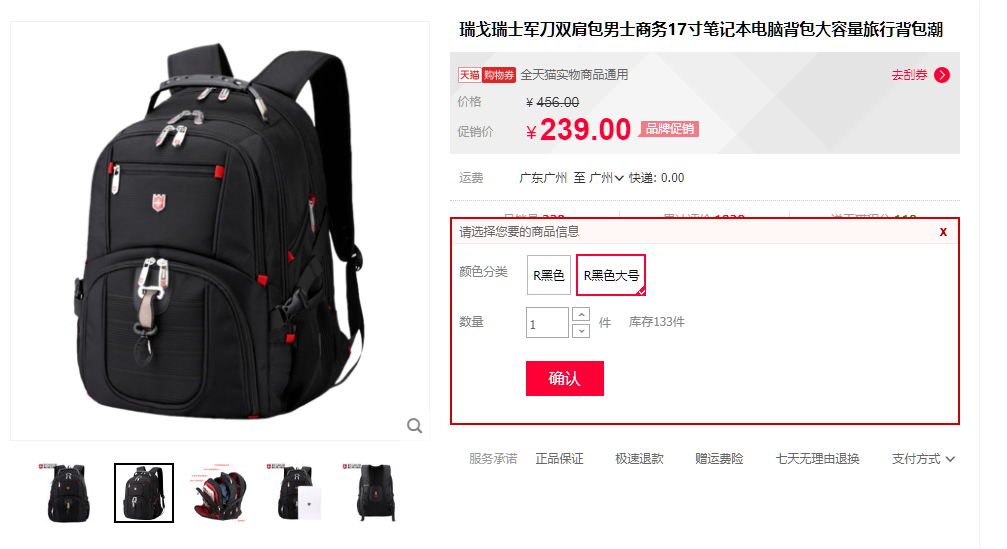 瑞戈瑞士军刀双肩包男士商务17寸笔记本电脑背包大容量旅行背包潮
天猫 购物券 全天猫实物商品通用 去刮券
价格 ¥ 456.00
促销价 ¥ 239.00 品牌促销
运费 广东广州 至 广州 快递: 0.00
请选择您要的商品信息 x
颜色分类 R黑色 R黑色大号
数量 1 件 库存133件
确认
服务承诺 正品保证 极速退款 赠运费险 七天无理由退换 支付方式